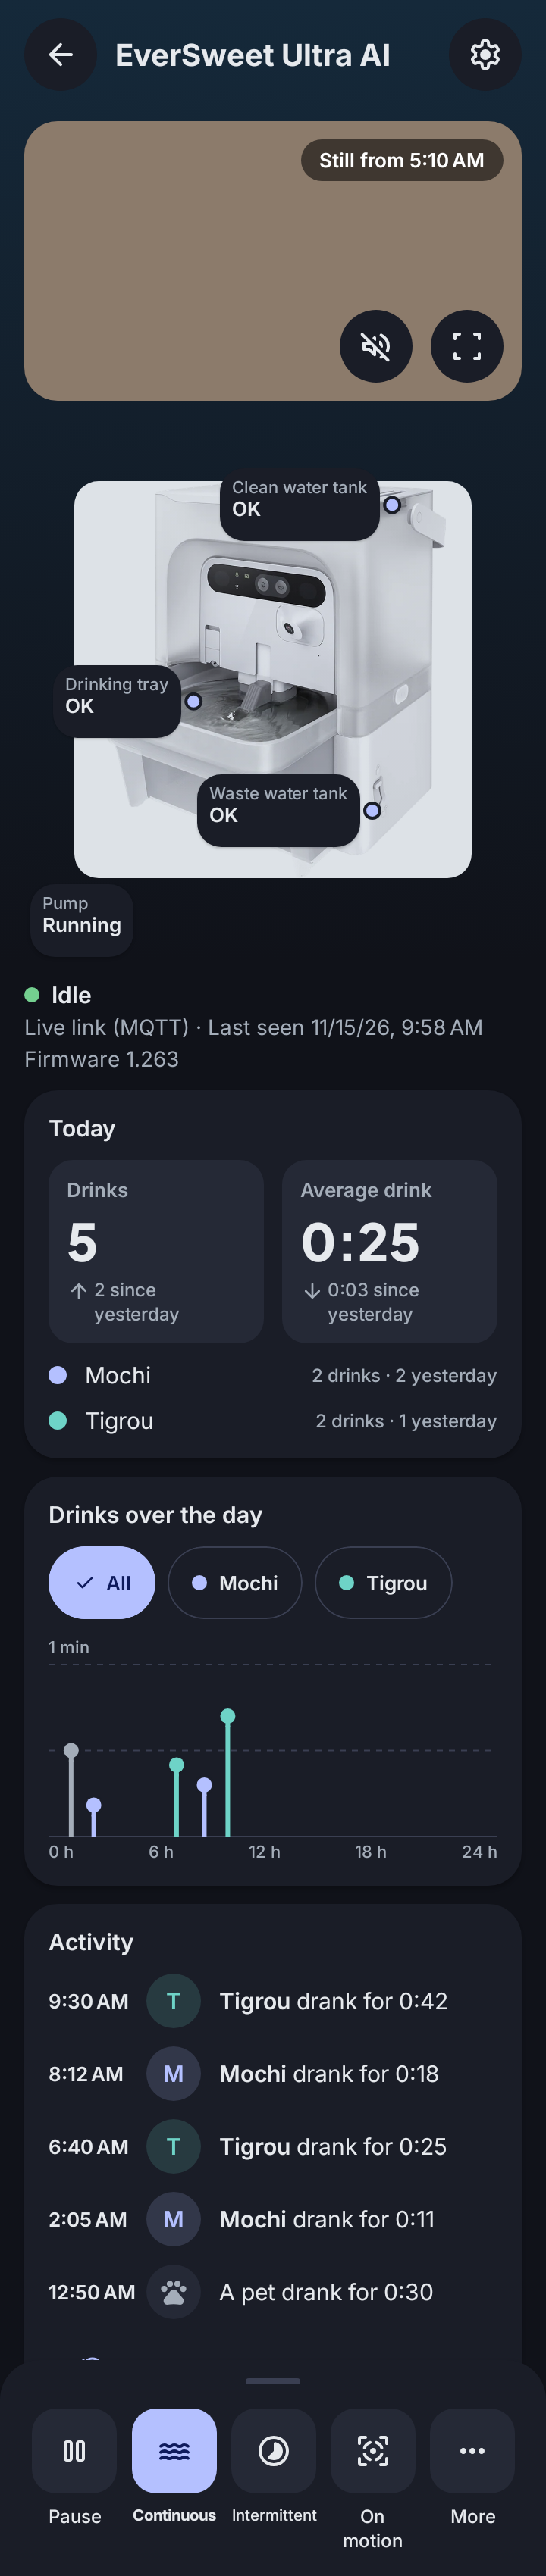 EverSweet Ultra AI
Still from 5:10 AM
Clean water tank
OK
Drinking tray
OK
Waste water tank
OK
Pump
Running
Idle
Live link (MQTT) · Last seen 11/15/26, 9:58 AM
Firmware 1.263
Today
Drinks
5
↑ 2 since
yesterday
Average drink
0:25
↓ 0:03 since
yesterday
Mochi 2 drinks · 2 yesterday
Tigrou 2 drinks · 1 yesterday
Drinks over the day
All Mochi Tigrou
1 min
0 h 6 h 12 h 18 h 24 h
Activity
9:30 AM T Tigrou drank for 0:42
8:12 AM M Mochi drank for 0:18
6:40 AM T Tigrou drank for 0:25
2:05 AM M Mochi drank for 0:11
12:50 AM A pet drank for 0:30
Pause Continuous Intermittent On
motion More